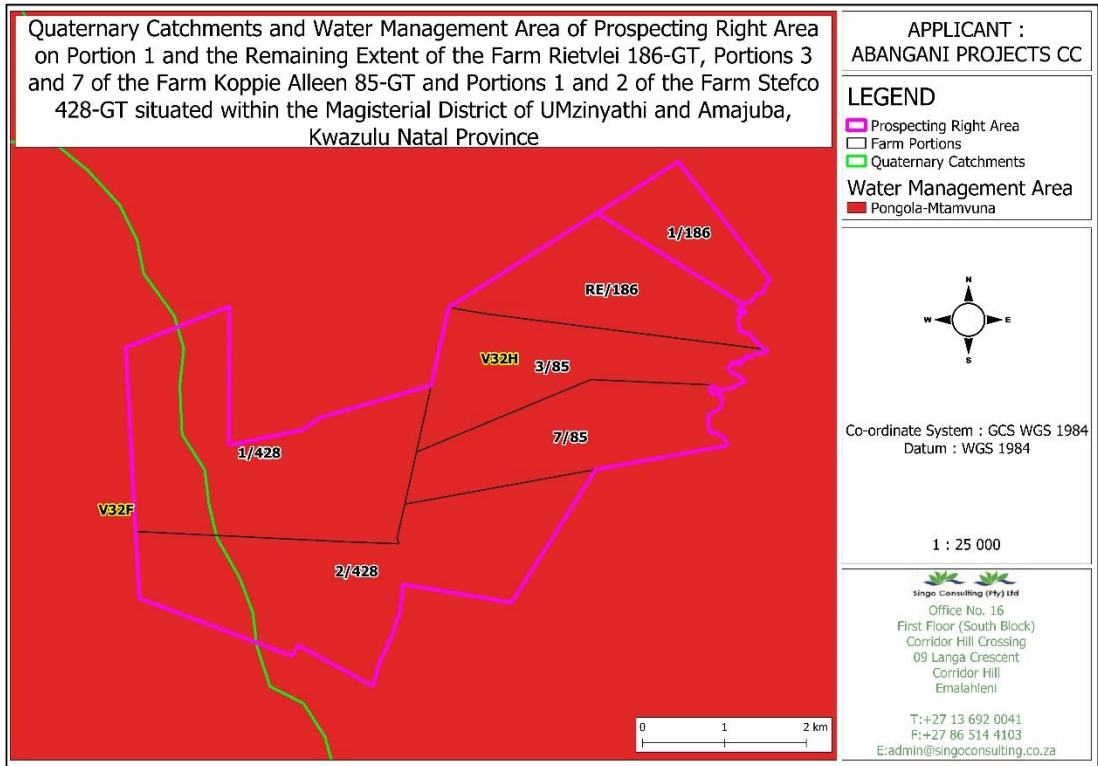 Quaternary Catchments and Water Management Area of Prospecting Right Area
on Portion 1 and the Remaining Extent of the Farm Rietvlei 186-GT, Portions 3
and 7 of the Farm Koppie Alleen 85-GT and Portions 1 and 2 of the Farm Stefco
428-GT situated within the Magisterial District of UMzinyathi and Amajuba,
Kwazulu Natal Province
1/186
RE/186
V32H
3/85
7/85
1/428
V32F
2/428
0 1 2 km
APPLICANT :
ABANGANI PROJECTS CC
LEGEND
Prospecting Right Area
Farm Portions
Quaternary Catchments
Water Management Area
Pongola-Mtamvuna
N
W E
S
Co-ordinate System : GCS WGS 1984
Datum : WGS 1984
1 : 25 000
Singo Consulting (Pty) Ltd
Office No. 16
First Floor (South Block)
Corridor Hill Crossing
09 Langa Crescent
Corridor Hill
Emalahleni
T:+27 13 692 0041
F:+27 86 514 4103
E:admin@singoconsulting.co.za